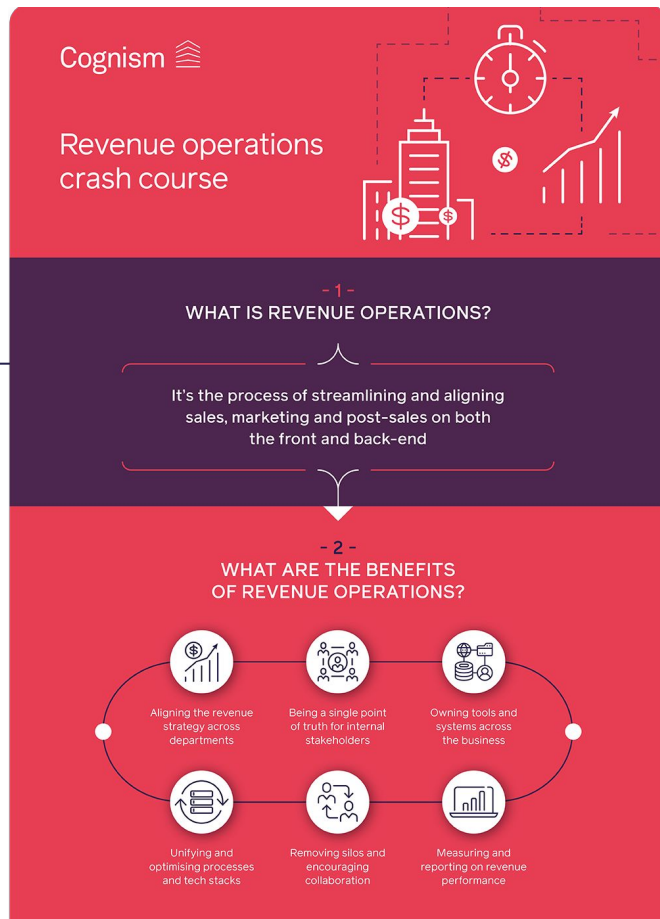 Cognism
Revenue operations
crash course
- 1 -
WHAT IS REVENUE OPERATIONS?
It's the process of streamlining and aligning
sales, marketing and post-sales on both
the front and back-end
- 2 -
WHAT ARE THE BENEFITS
OF REVENUE OPERATIONS?
Aligning the revenue
strategy across
departments
Being a single point
of truth for internal
stakeholders
Owning tools and
systems across
the business
Unifying and
optimising processes
and tech stacks
Removing silos and
encouraging
collaboration
Measuring and
reporting on revenue
performance